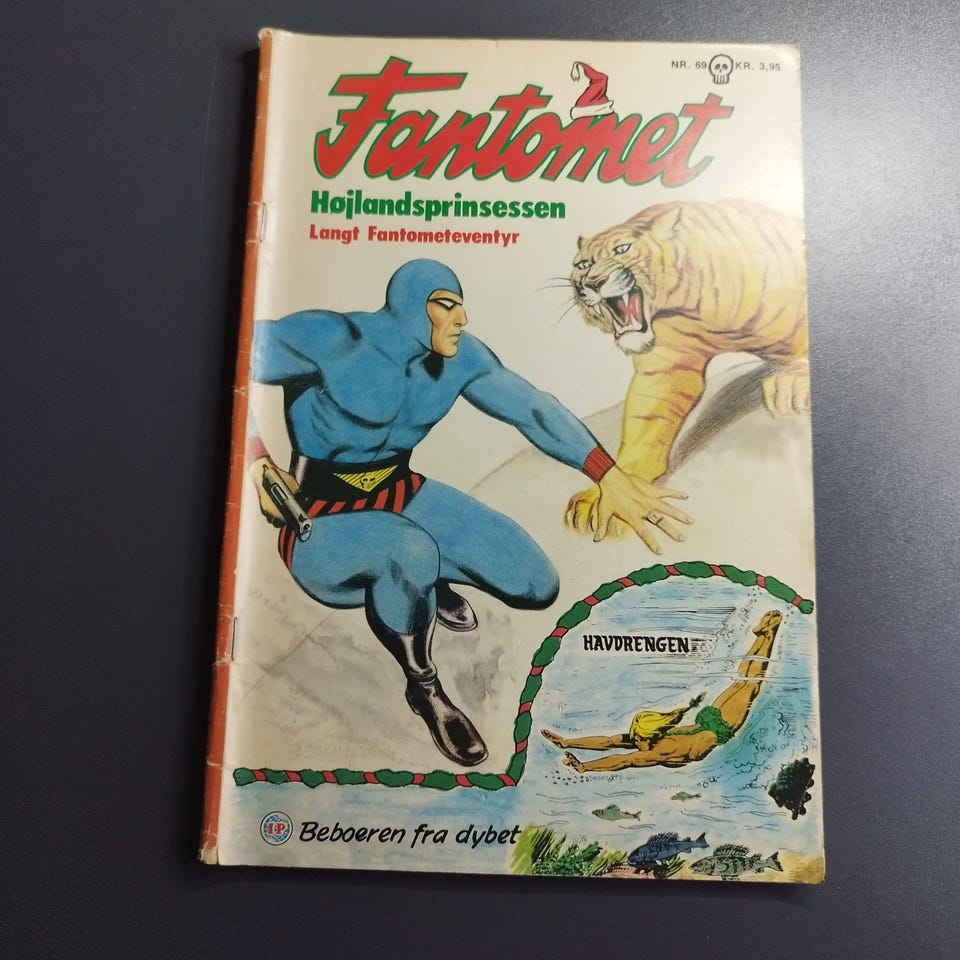 NR. 69 KR. 3,95
Fantomet
Højlandsprinsessen
Langt Fantometeventyr
HAVDRENGEN
I-P Beboeren fra dybet